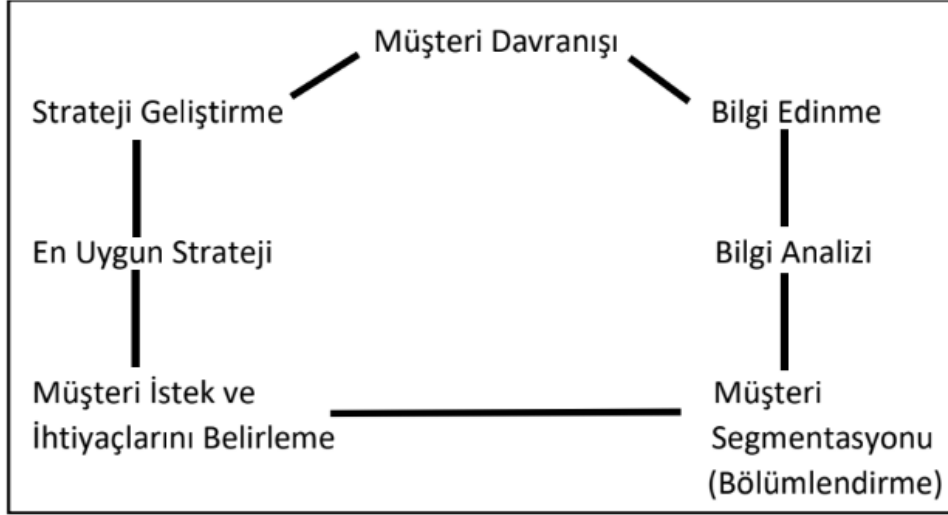 Müşteri Davranışı
Strateji Geliştirme
Bilgi Edinme
En Uygun Strateji
Bilgi Analizi
Müşteri İstek ve
İhtiyaçlarını Belirleme
Müşteri
Segmentasyonu
(Bölümlendirme)